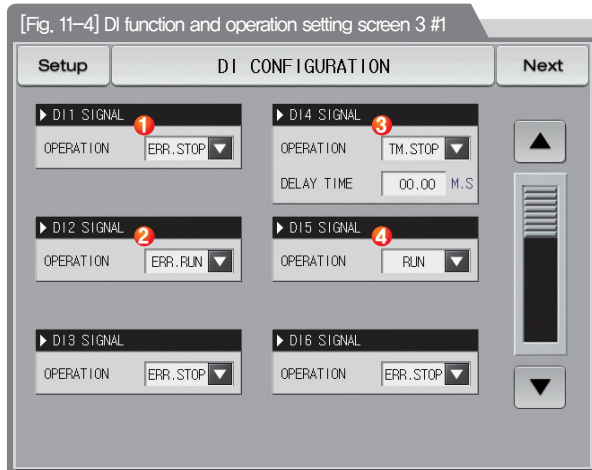 [Fig. 11-4] DI function and operation setting screen 3 #1
Setup DI CONFIGURATION Next
DI1 SIGNAL
1
OPERATION ERR.STOP
DI4 SIGNAL
3
OPERATION TM.STOP
DELAY TIME 00.00 M.S
DI2 SIGNAL
2
OPERATION ERR.RUN
DI5 SIGNAL
4
OPERATION RUN
DI3 SIGNAL
OPERATION ERR.STOP
DI6 SIGNAL
OPERATION ERR.STOP